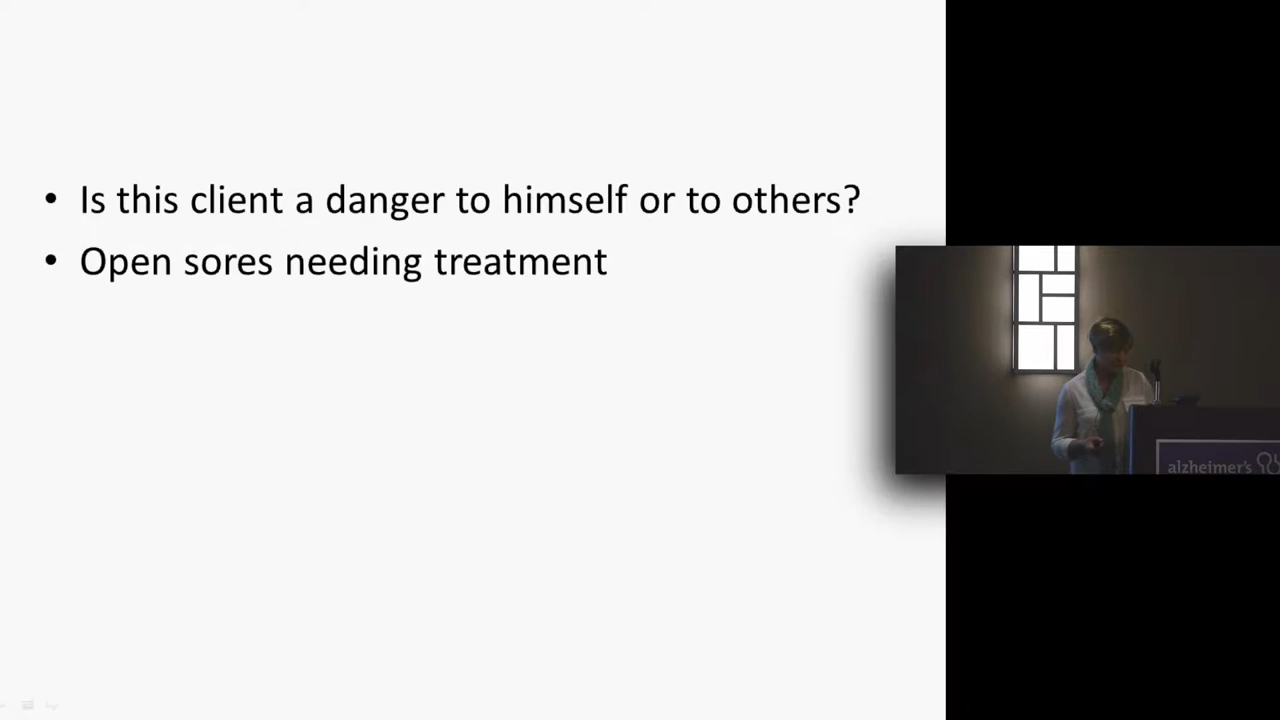 • Is this client a danger to himself or to others?
• Open sores needing treatment
alzheimer's